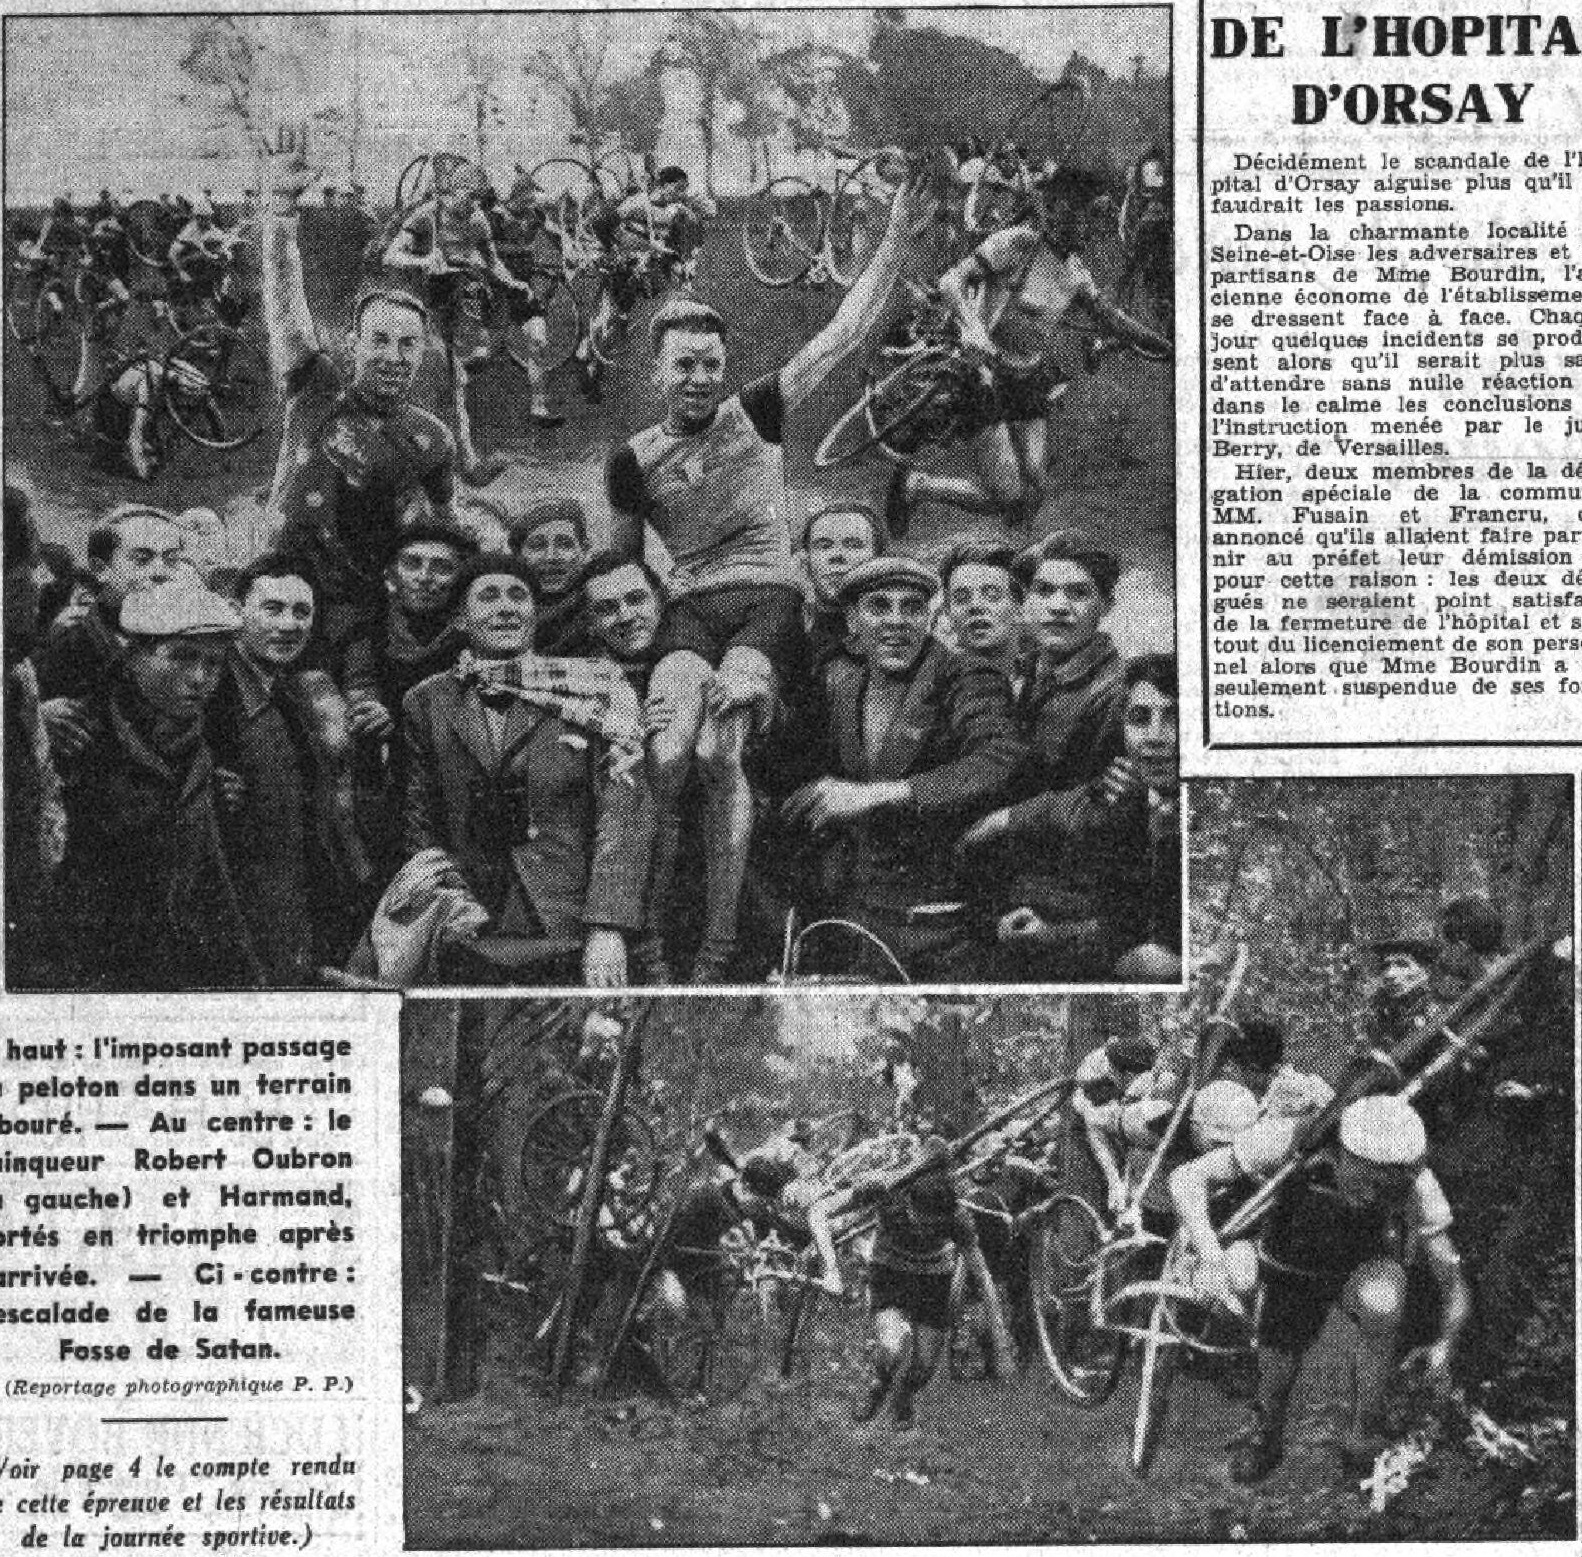 DE L'HOPITA
D'ORSAY
Décidément le scandale de l'H
pital d'Orsay aiguise plus qu'il
faudrait les passions.
Dans la charmante localité
Seine-et-Oise les adversaires et
partisans de Mme Bourdin, l'a
cienne économe de l'établisseme
se dressent face à face. Chaq
jour quelques incidents se prod
sent alors qu'il serait plus sa
d'attendre sans nulle réaction
dans le calme les conclusions
l'instruction menée par le ju
Berry, de Versailles.
Hier, deux membres de la dé
gation spéciale de la commu
MM. Fusain et Francru,
annoncé qu'ils allaient faire par
nir au préfet leur démission
pour cette raison : les deux dé
gués ne seraient point satisfa
de la fermeture de l'hôpital et s
tout du licenciement de son pers
nel alors que Mme Bourdin a
seulement suspendue de ses fo
tions.
haut : l'imposant passage
peloton dans un terrain
bouré. — Au centre : le
inqueur Robert Oubron
gauche) et Harmand,
ortés en triomphe après
arrivée. — Ci-contre :
escalade de la fameuse
Fosse de Satan.
(Reportage photographique P. P.)
Voir page 4 le compte rendu
cette épreuve et les résultats
de la journée sportive.)